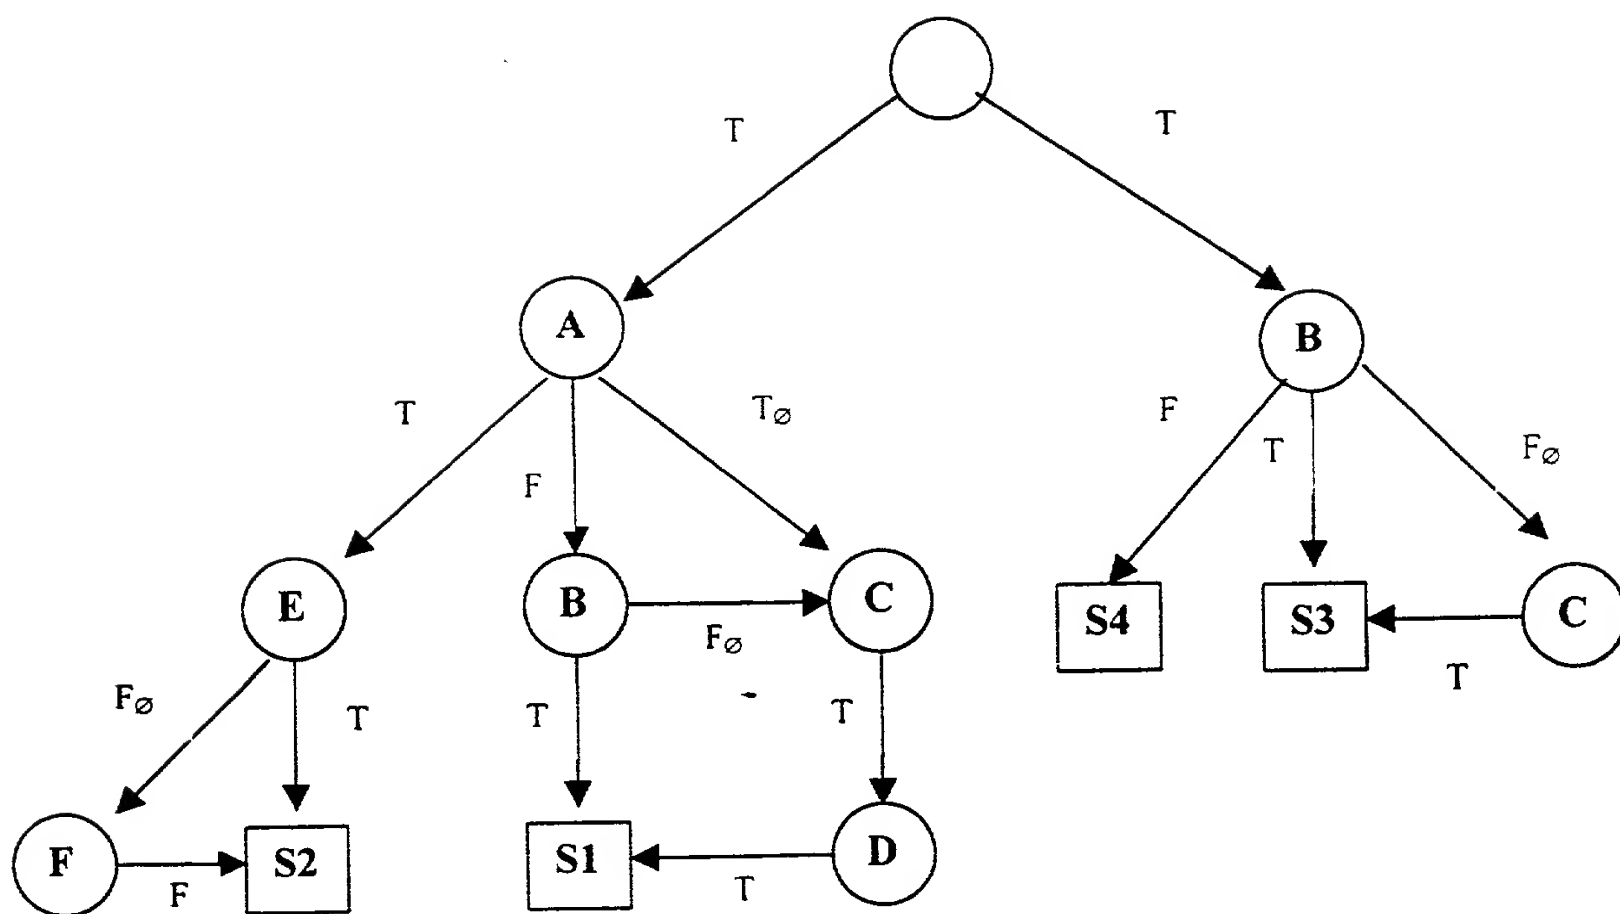 T T
A
B
T T∅
F
F T F∅
E B C S4 S3 C
F∅
T
F∅ T T T
F S2 S1 D
F T